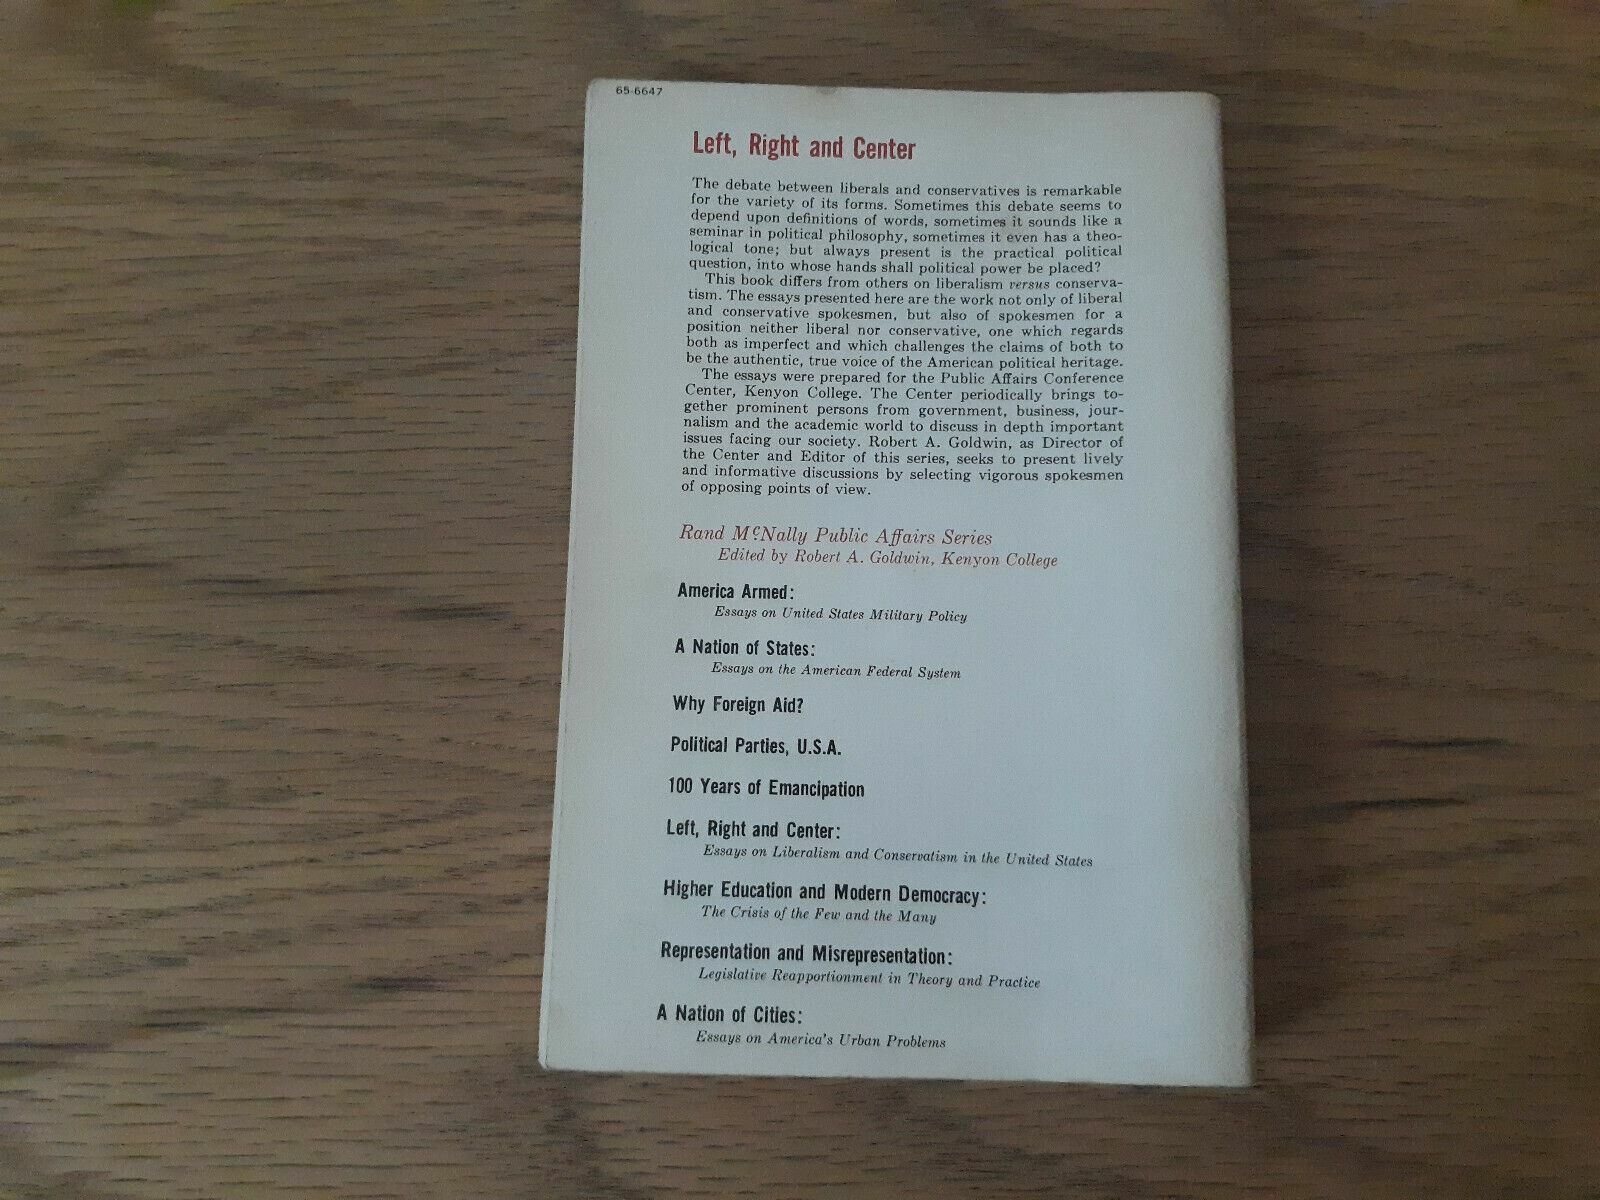 65-6647
Left, Right and Center
The debate between liberals and conservatives is remarkable
for the variety of its forms. Sometimes this debate seems to
depend upon definitions of words, sometimes it sounds like a
seminar in political philosophy, sometimes it even has a theo-
logical tone; but always present is the practical political
question, into whose hands shall political power be placed?
This book differs from others on liberalism versus conserva-
tism. The essays presented here are the work not only of liberal
and conservative spokesmen, but also of spokesmen for a
position neither liberal nor conservative, one which regards
both as imperfect and which challenges the claims of both to
be the authentic, true voice of the American political heritage.
The essays were prepared for the Public Affairs Conference
Center, Kenyon College. The Center periodically brings to-
gether prominent persons from government, business, jour-
nalism and the academic world to discuss in depth important
issues facing our society. Robert A. Goldwin, as Director of
the Center and Editor of this series, seeks to present lively
and informative discussions by selecting vigorous spokesmen
of opposing points of view.
Rand McNally Public Affairs Series
Edited by Robert A. Goldwin, Kenyon College
America Armed:
Essays on United States Military Policy
A Nation of States:
Essays on the American Federal System
Why Foreign Aid?
Political Parties, U.S.A.
100 Years of Emancipation
Left, Right and Center:
Essays on Liberalism and Conservatism in the United States
Higher Education and Modern Democracy:
The Crisis of the Few and the Many
Representation and Misrepresentation:
Legislative Reapportionment in Theory and Practice
A Nation of Cities:
Essays on America's Urban Problems